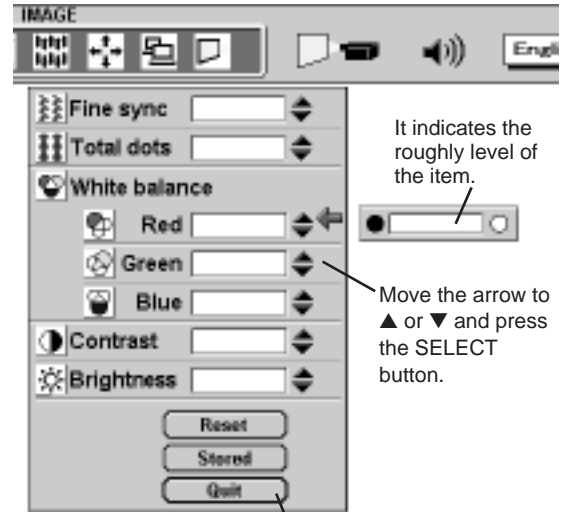 IMAGE
Fine sync
Total dots
White balance
Red
Green
Blue
Contrast
Brightness
Reset
Stored
Quit
It indicates the
roughly level of
the item.
Move the arrow to
▲ or ▼ and press
the SELECT
button.